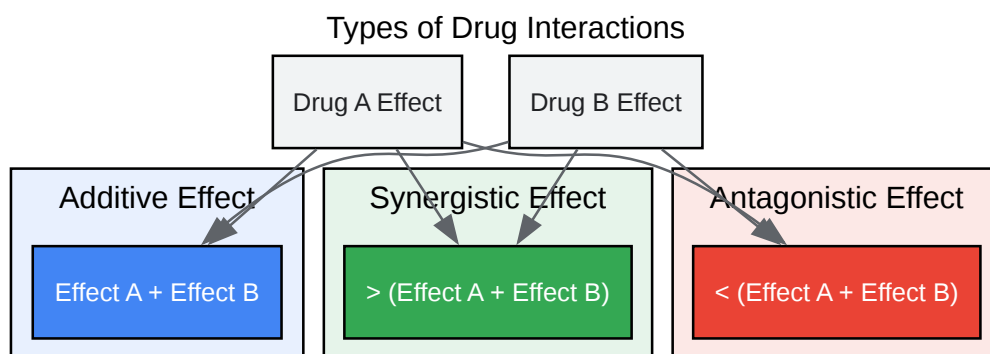 Types of Drug Interactions
Drug A Effect
Drug B Effect
Additive Effect
Synergistic Effect
Antagonistic Effect
Effect A + Effect B
> (Effect A + Effect B)
< (Effect A + Effect B)